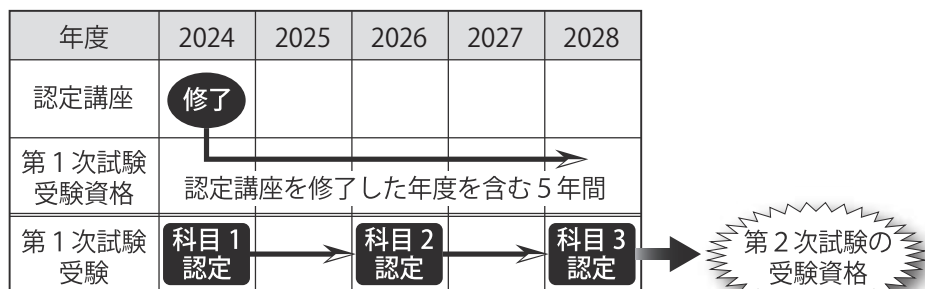 年度 2024 2025 2026 2027 2028
認定講座 修了
第1次試験
受験資格
認定講座を修了した年度を含む5年間
第1次試験
受験
科目1
認定
科目2
認定
科目3
認定
第2次試験の
受験資格